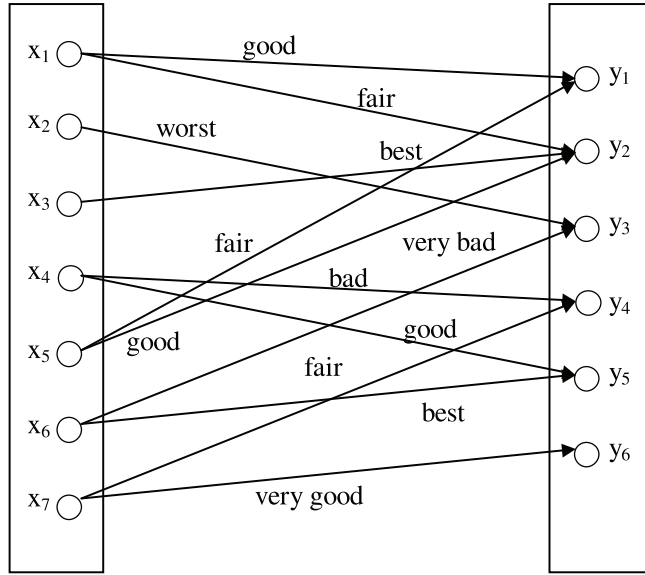 x1
good
y1
fair
x2
worst
best
y2
x3
fair
very bad
y3
x4
bad
y4
good
x5
good
fair
y5
x6
best
y6
x7
very good